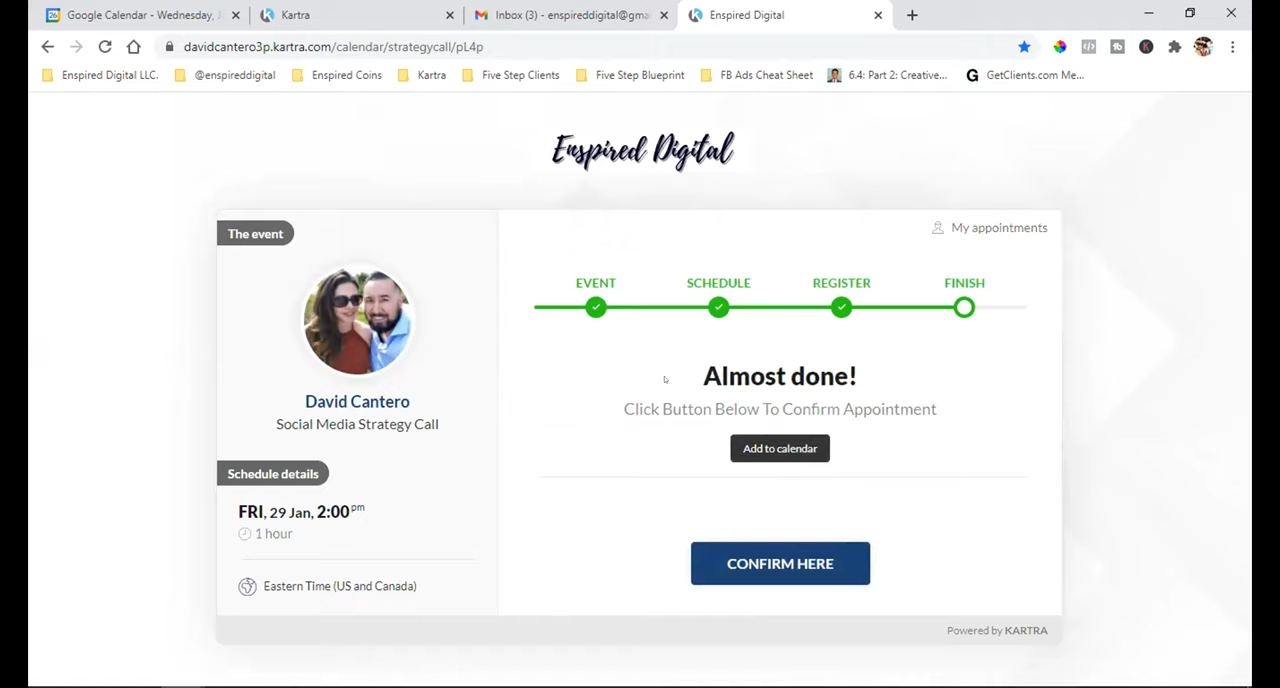 Google Calendar - Wednesday, J
Kartra
Inbox (3) - enspireddigital@gma
Enspired Digital
davidcantero3p.kartra.com/calendar/strategycall/pL4p
Enspired Digital LLC.
@enspireddigital
Enspired Coins
Kartra
Five Step Clients
Five Step Blueprint
FB Ads Cheat Sheet
6.4: Part 2: Creative...
GetClients.com Me...
Enspired Digital
The event
My appointments
EVENT
SCHEDULE
REGISTER
FINISH
Almost done!
Click Button Below To Confirm Appointment
Add to calendar
David Cantero
Social Media Strategy Call
Schedule details
FRI, 29 Jan, 2:00pm
1 hour
Eastern Time (US and Canada)
CONFIRM HERE
Powered by KARTRA